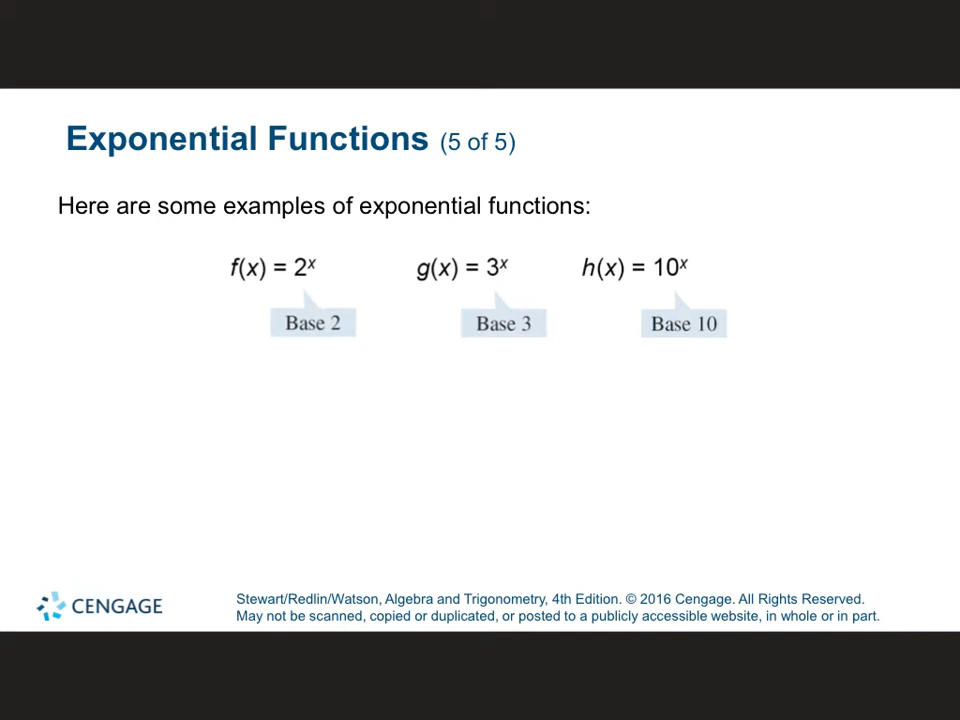 Exponential Functions (5 of 5)
Here are some examples of exponential functions:
f(x) = 2ˣ g(x) = 3ˣ h(x) = 10ˣ
Base 2 Base 3 Base 10
CENGAGE
Stewart/Redlin/Watson, Algebra and Trigonometry, 4th Edition. © 2016 Cengage. All Rights Reserved.
May not be scanned, copied or duplicated, or posted to a publicly accessible website, in whole or in part.